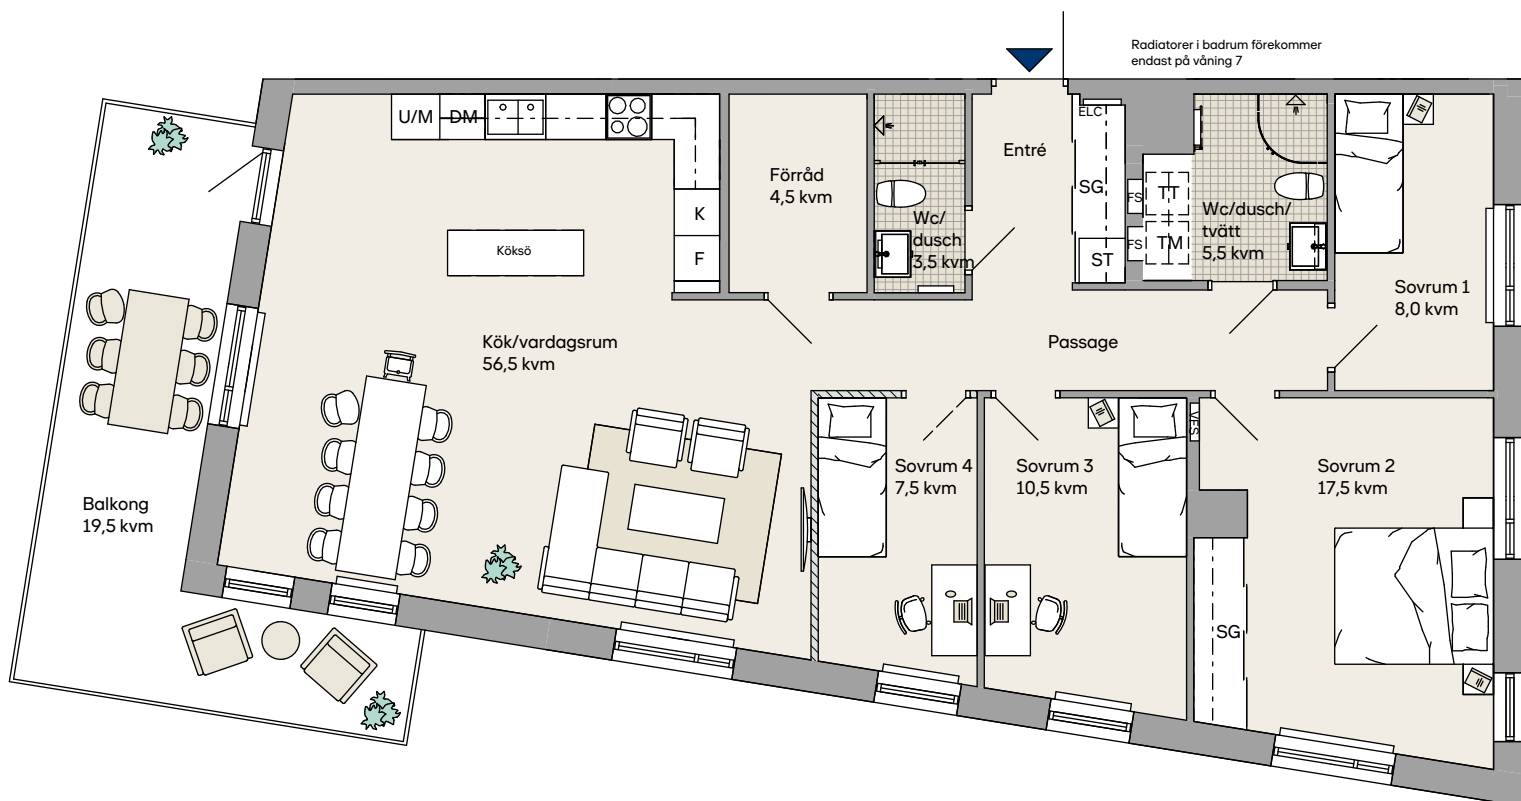 Radiatorer i badrum förekommer
endast på våning 7
U/M
DM
K
F
Köksö
Förråd
4,5 kvm
Wc/
dusch
3,5 kvm
Entré
ELC
SG
ST
FS
TT
FS
TM
Wc/dusch/
tvätt
5,5 kvm
Sovrum 1
8,0 kvm
Kök/vardagsrum
56,5 kvm
Passage
Balkong
19,5 kvm
Sovrum 4
7,5 kvm
Sovrum 3
10,5 kvm
VFS
Sovrum 2
17,5 kvm
SG